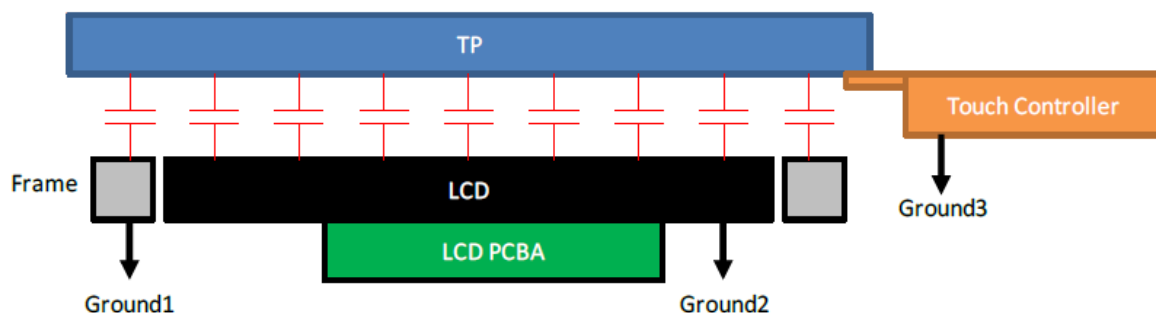 TP
Touch Controller
Frame
LCD
Ground3
LCD PCBA
Ground1
Ground2